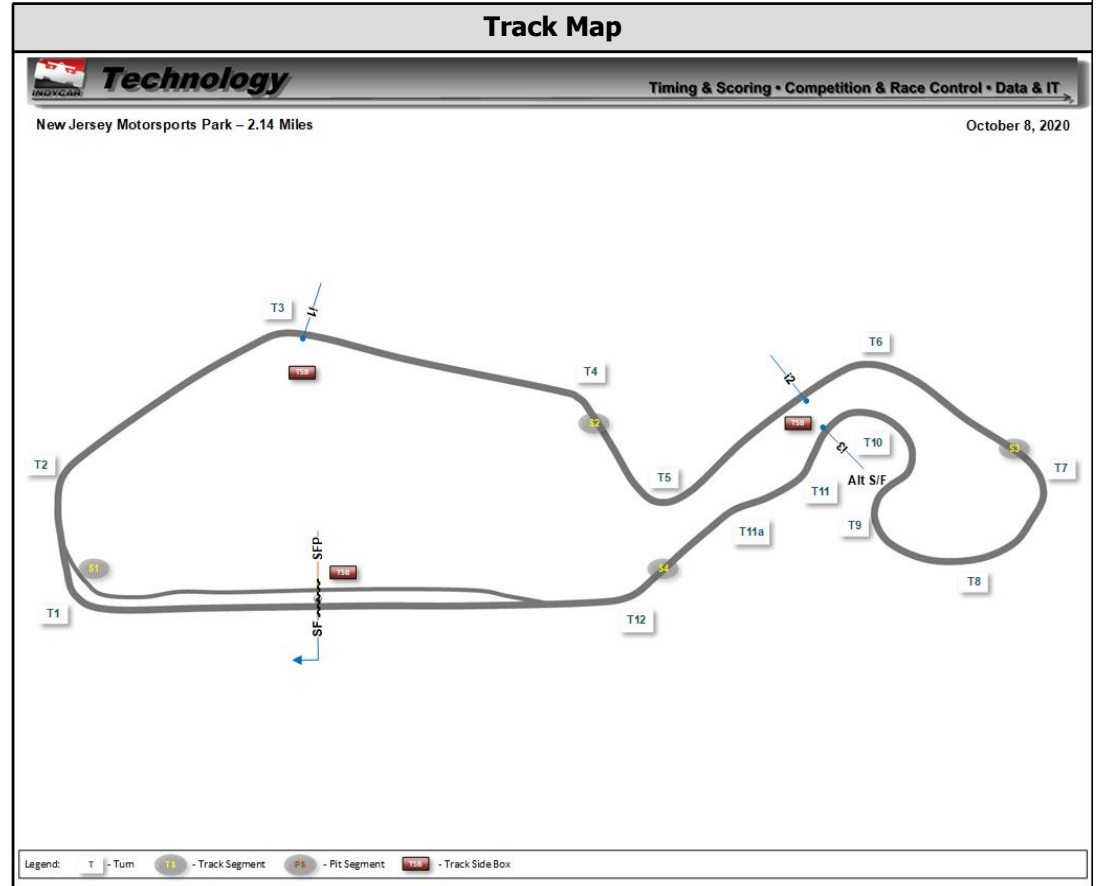 Track Map
INDYCAR
Technology
Timing & Scoring • Competition & Race Control • Data & IT
New Jersey Motorsports Park – 2.14 Miles
October 8, 2020
T3
i1
TSB
T4
S2
T6
i2
TSB
i3
T10
S3
T7
Alt S/F
T2
T5
T11
T9
T11a
SFP
S1
TSB
S4
T8
T1
SF
T12
Legend: T - Turn TS - Track Segment PS - Pit Segment TSB - Track Side Box